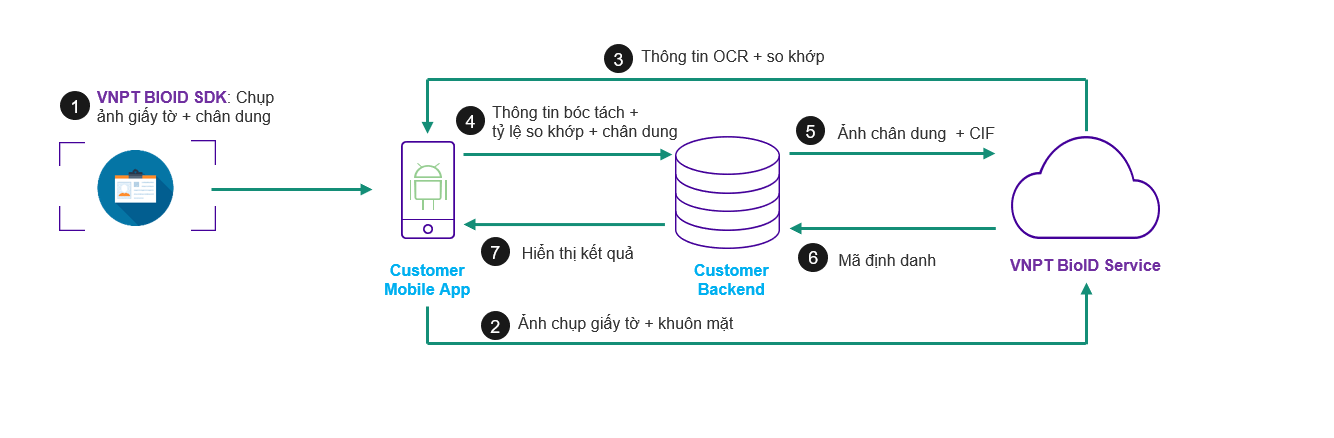 1
VNPT BIOID SDK: Chụp
ảnh giấy tờ + chân dung
3
Thông tin OCR + so khớp
4
Thông tin bóc tách +
tỷ lệ so khớp + chân dung
5
Ảnh chân dung + CIF
7
Hiển thị kết quả
6
Mã định danh
Customer
Mobile App
Customer
Backend
VNPT BioID Service
2
Ảnh chụp giấy tờ + khuôn mặt